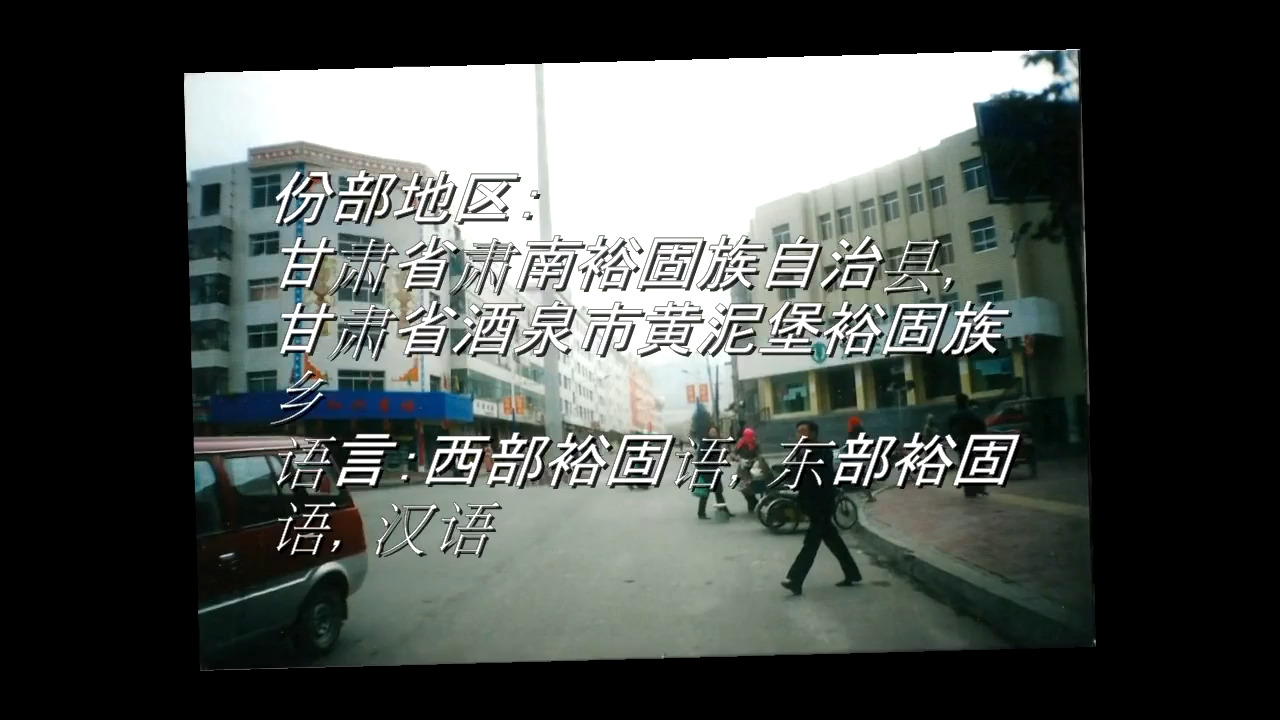 份部地区:
甘肃省肃南裕固族自治县,
甘肃省酒泉市黄泥堡裕固族
乡
语言:西部裕固语, 东部裕固
语, 汉语